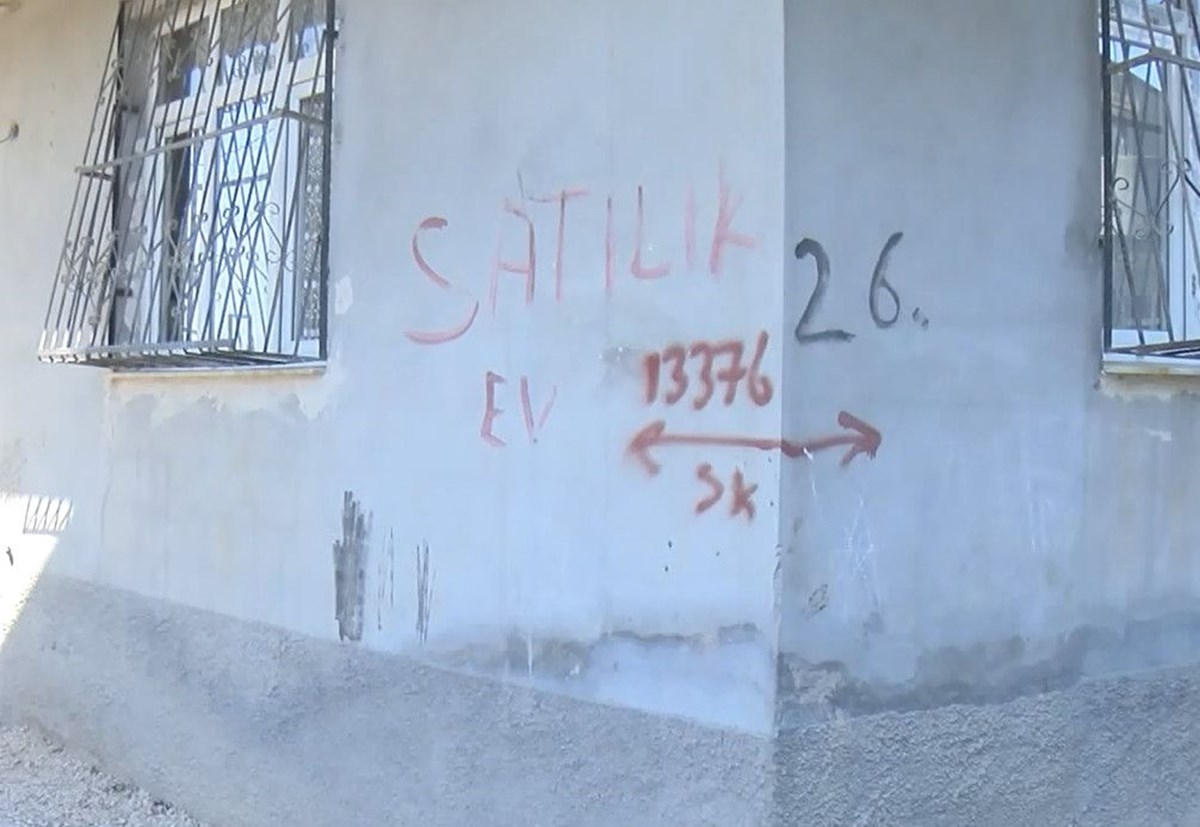 SATILIK
EV
26..
13376
Sk